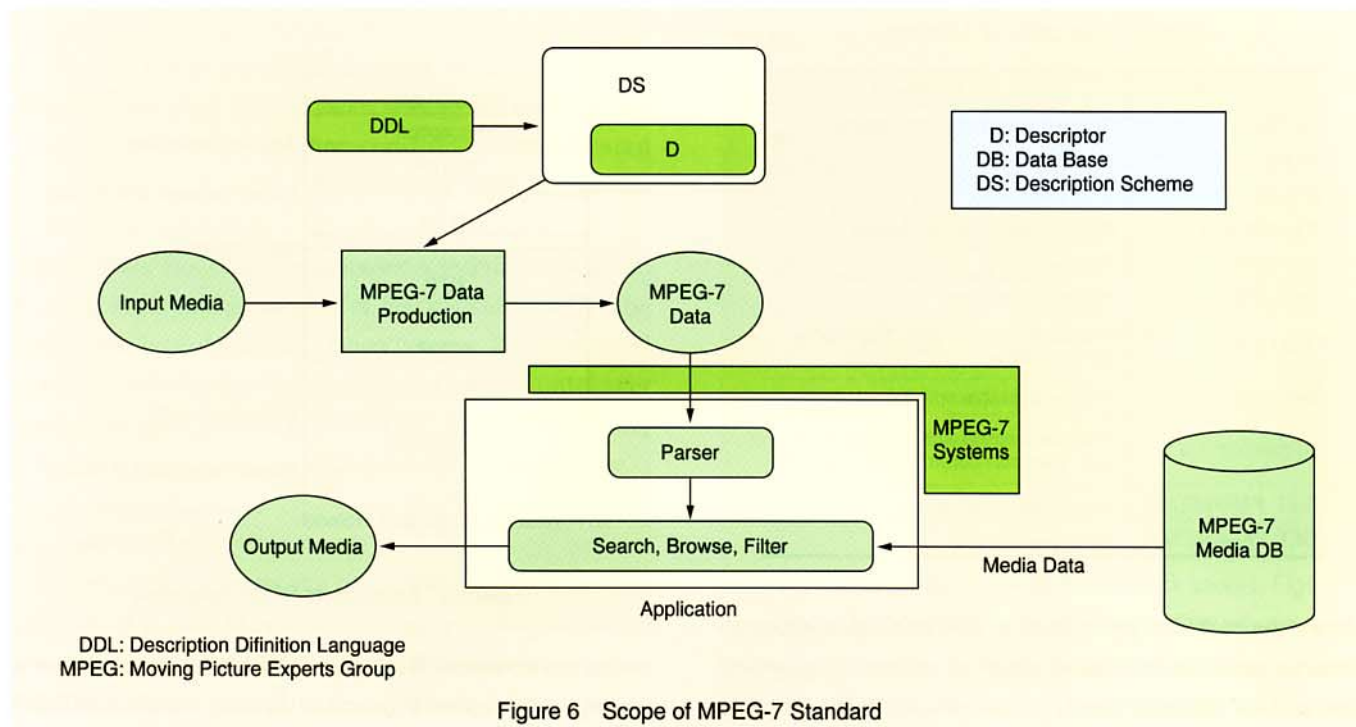 DS
DDL
D
D: Descriptor
DB: Data Base
DS: Description Scheme
Input Media
MPEG-7 Data
Production
MPEG-7
Data
MPEG-7
Systems
Parser
MPEG-7
Media DB
Output Media
Search, Browse, Filter
Media Data
Application
DDL: Description Difinition Language
MPEG: Moving Picture Experts Group
Figure 6 Scope of MPEG-7 Standard